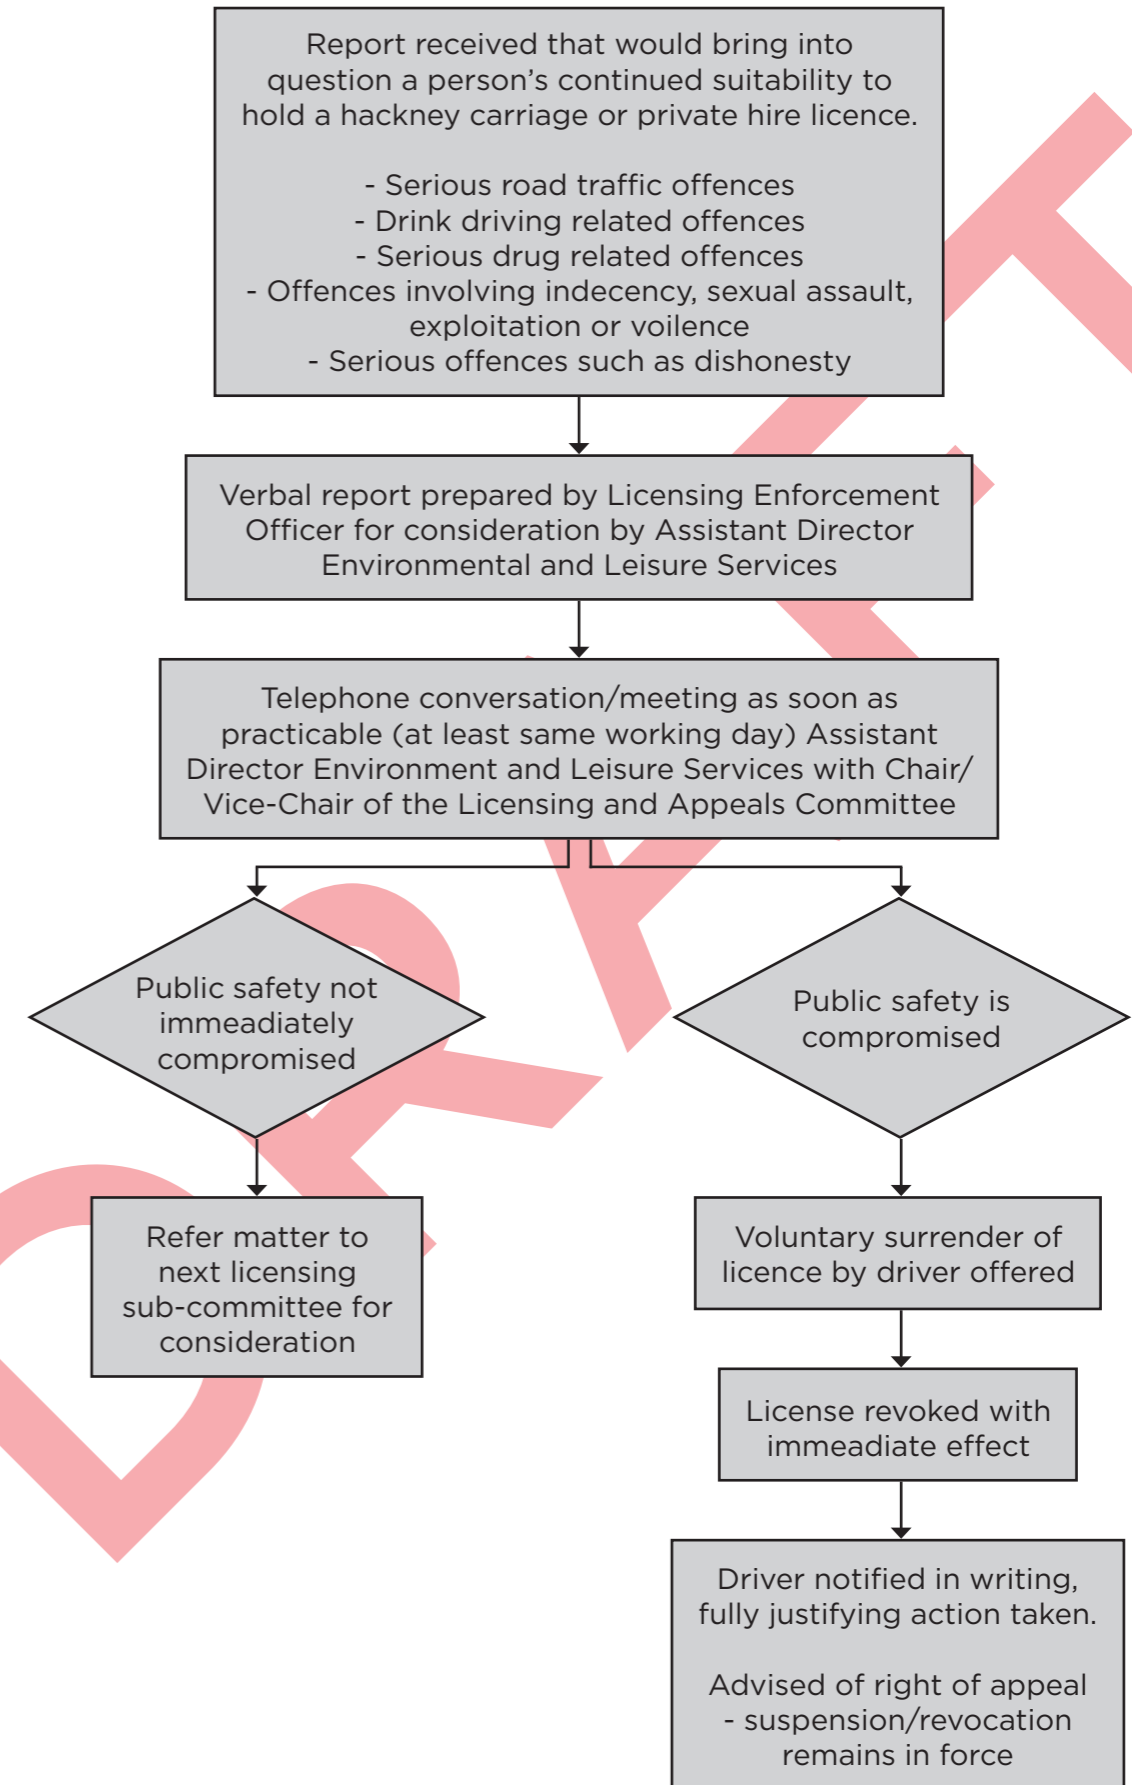 Report received that would bring into
question a person's continued suitability to
hold a hackney carriage or private hire licence.
- Serious road traffic offences
- Drink driving related offences
- Serious drug related offences
- Offences involving indecency, sexual assault,
exploitation or voilence
- Serious offences such as dishonesty
Verbal report prepared by Licensing Enforcement
Officer for consideration by Assistant Director
Environmental and Leisure Services
Telephone conversation/meeting as soon as
practicable (at least same working day) Assistant
Director Environment and Leisure Services with Chair/
Vice-Chair of the Licensing and Appeals Committee
Public safety not
immeadiately
compromised
Public safety is
compromised
Refer matter to
next licensing
sub-committee for
consideration
Voluntary surrender of
licence by driver offered
License revoked with
immeadiate effect
Driver notified in writing,
fully justifying action taken.
Advised of right of appeal
- suspension/revocation
remains in force
DRAFT